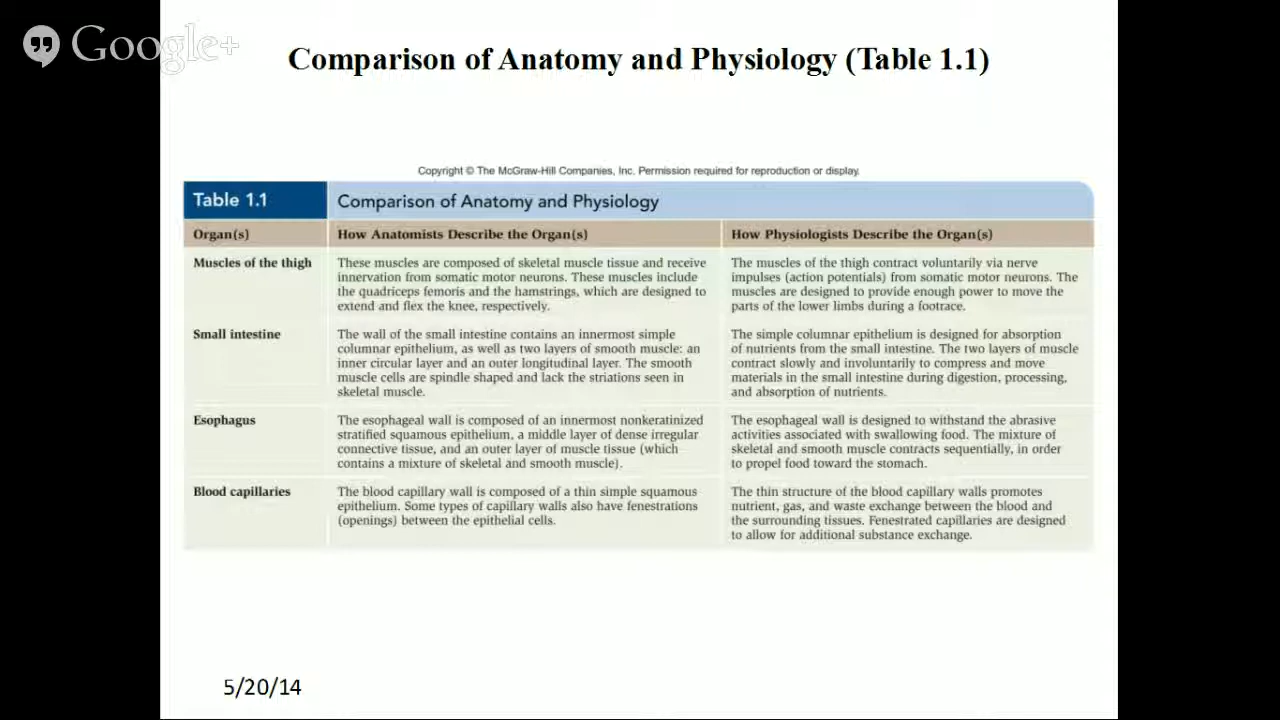 Google+
Comparison of Anatomy and Physiology (Table 1.1)
Copyright © The McGraw-Hill Companies, Inc. Permission required for reproduction or display.
Table 1.1
Comparison of Anatomy and Physiology
Organ(s)
How Anatomists Describe the Organ(s)
How Physiologists Describe the Organ(s)
Muscles of the thigh
These muscles are composed of skeletal muscle tissue and receive
innervation from somatic motor neurons. These muscles include
the quadriceps femoris and the hamstrings, which are designed to
extend and flex the knee, respectively.
The muscles of the thigh contract voluntarily via nerve
impulses (action potentials) from somatic motor neurons. The
muscles are designed to provide enough power to move the
parts of the lower limbs during a footrace.
Small intestine
The wall of the small intestine contains an innermost simple
columnar epithelium, as well as two layers of smooth muscle: an
inner circular layer and an outer longitudinal layer. The smooth
muscle cells are spindle shaped and lack the striations seen in
skeletal muscle.
The simple columnar epithelium is designed for absorption
of nutrients from the small intestine. The two layers of muscle
contract slowly and involuntarily to compress and move
materials in the small intestine during digestion, processing,
and absorption of nutrients.
Esophagus
The esophageal wall is composed of an innermost nonkeratinized
stratified squamous epithelium, a middle layer of dense irregular
connective tissue, and an outer layer of muscle tissue (which
contains a mixture of skeletal and smooth muscle).
The esophageal wall is designed to withstand the abrasive
activities associated with swallowing food. The mixture of
skeletal and smooth muscle contracts sequentially, in order
to propel food toward the stomach.
Blood capillaries
The blood capillary wall is composed of a thin simple squamous
epithelium. Some types of capillary walls also have fenestrations
(openings) between the epithelial cells.
The thin structure of the blood capillary walls promotes
nutrient, gas, and waste exchange between the blood and
the surrounding tissues. Fenestrated capillaries are designed
to allow for additional substance exchange.
5/20/14